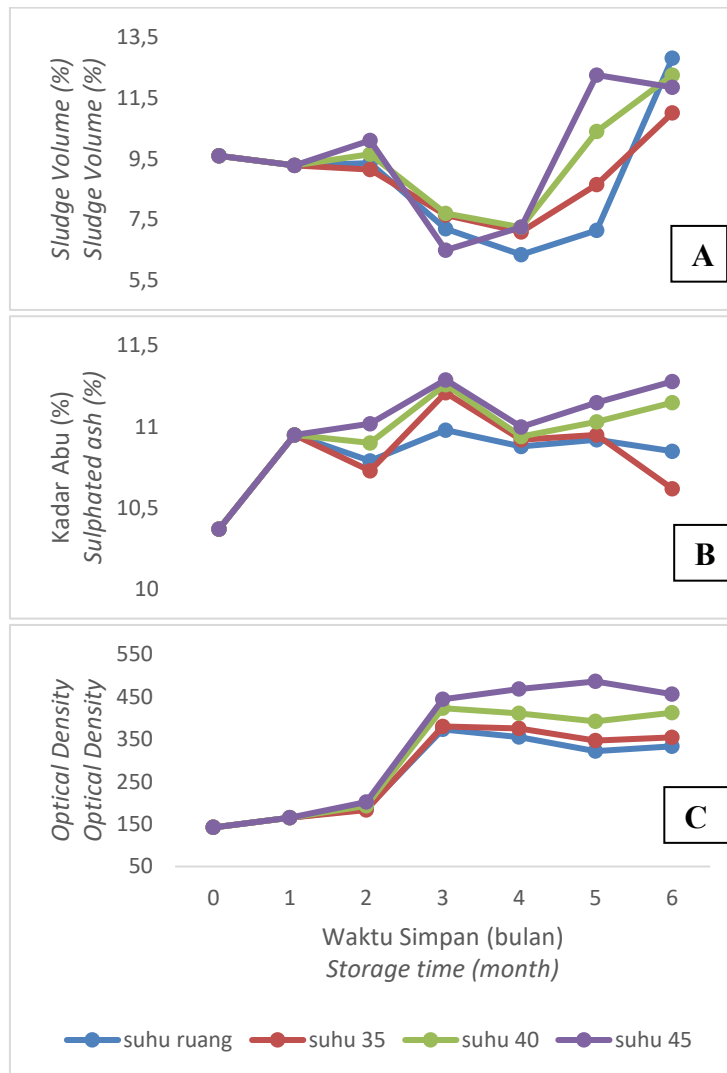 13,5
11,5
9,5
7,5
5,5
Sludge Volume (%)
Sludge Volume (%)
A
11,5
11
10,5
10
Kadar Abu (%)
Sulphated ash (%)
B
550
450
350
250
150
50
Optical Density
Optical Density
C
0 1 2 3 4 5 6
Waktu Simpan (bulan)
Storage time (month)
suhu ruang suhu 35 suhu 40 suhu 45